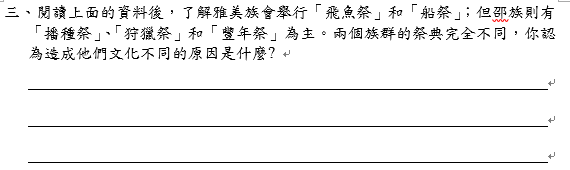 三、閱讀上面的資料後，了解雅美族會舉行「飛魚祭」和「船祭」；但邵族則有
「播種祭」、「狩獵祭」和「豐年祭」為主。兩個族群的祭典完全不同，你認
為造成他們文化不同的原因是什麼?